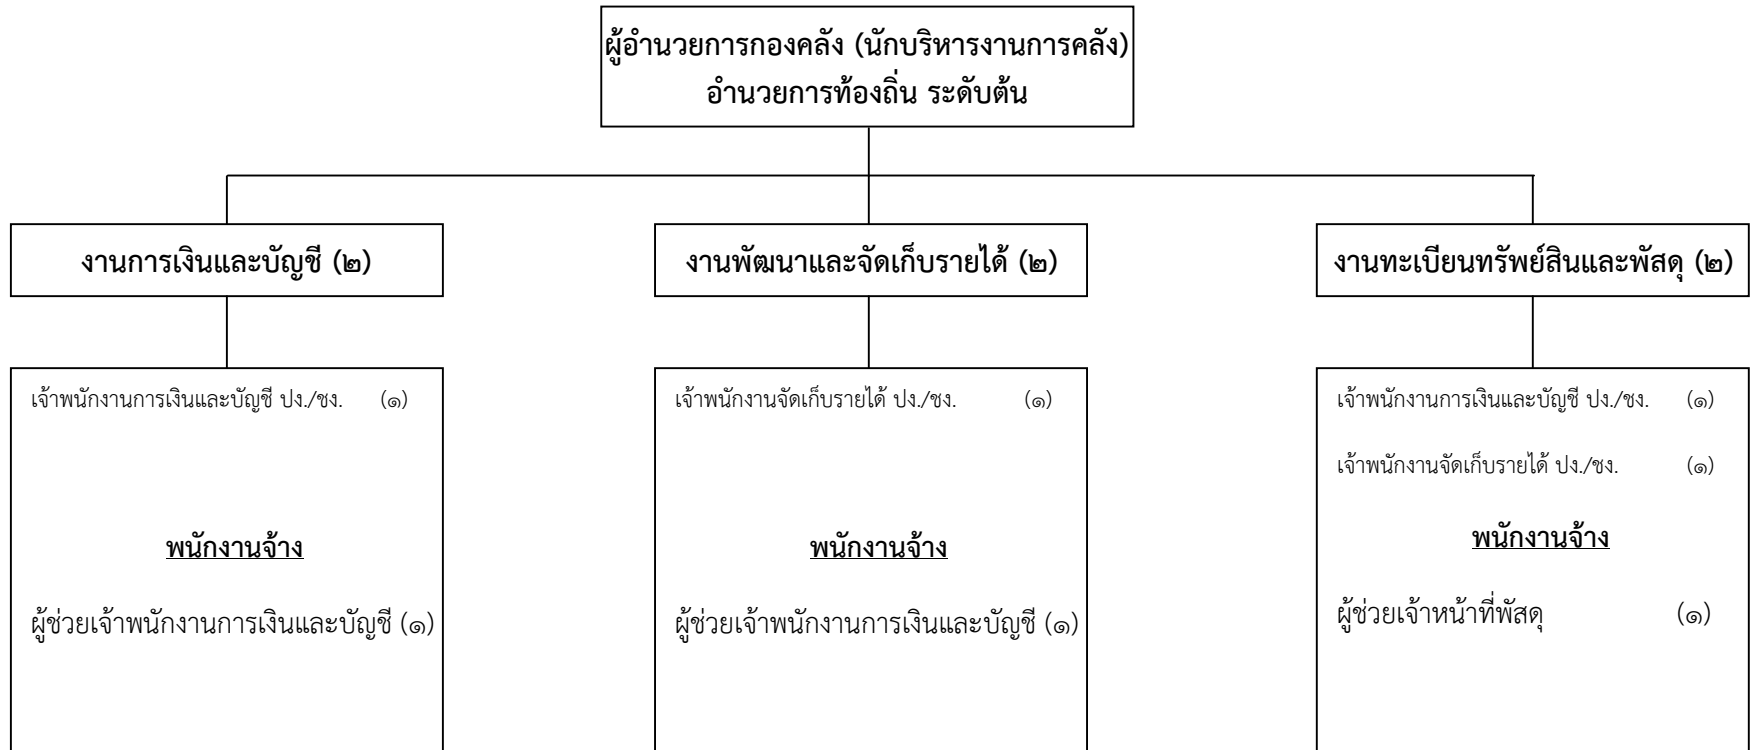 ผู้อำนวยการกองคลัง (นักบริหารงานการคลัง)
อำนวยการท้องถิ่น ระดับต้น
งานการเงินและบัญชี (๒)
งานพัฒนาและจัดเก็บรายได้ (๒)
งานทะเบียนทรัพย์สินและพัสดุ (๒)
เจ้าพนักงานการเงินและบัญชี ปง./ชง. (๑)
พนักงานจ้าง
ผู้ช่วยเจ้าพนักงานการเงินและบัญชี (๑)
เจ้าพนักงานจัดเก็บรายได้ ปง./ชง. (๑)
พนักงานจ้าง
ผู้ช่วยเจ้าพนักงานการเงินและบัญชี (๑)
เจ้าพนักงานการเงินและบัญชี ปง./ชง. (๑)
เจ้าพนักงานจัดเก็บรายได้ ปง./ชง. (๑)
พนักงานจ้าง
ผู้ช่วยเจ้าหน้าที่พัสดุ (๑)